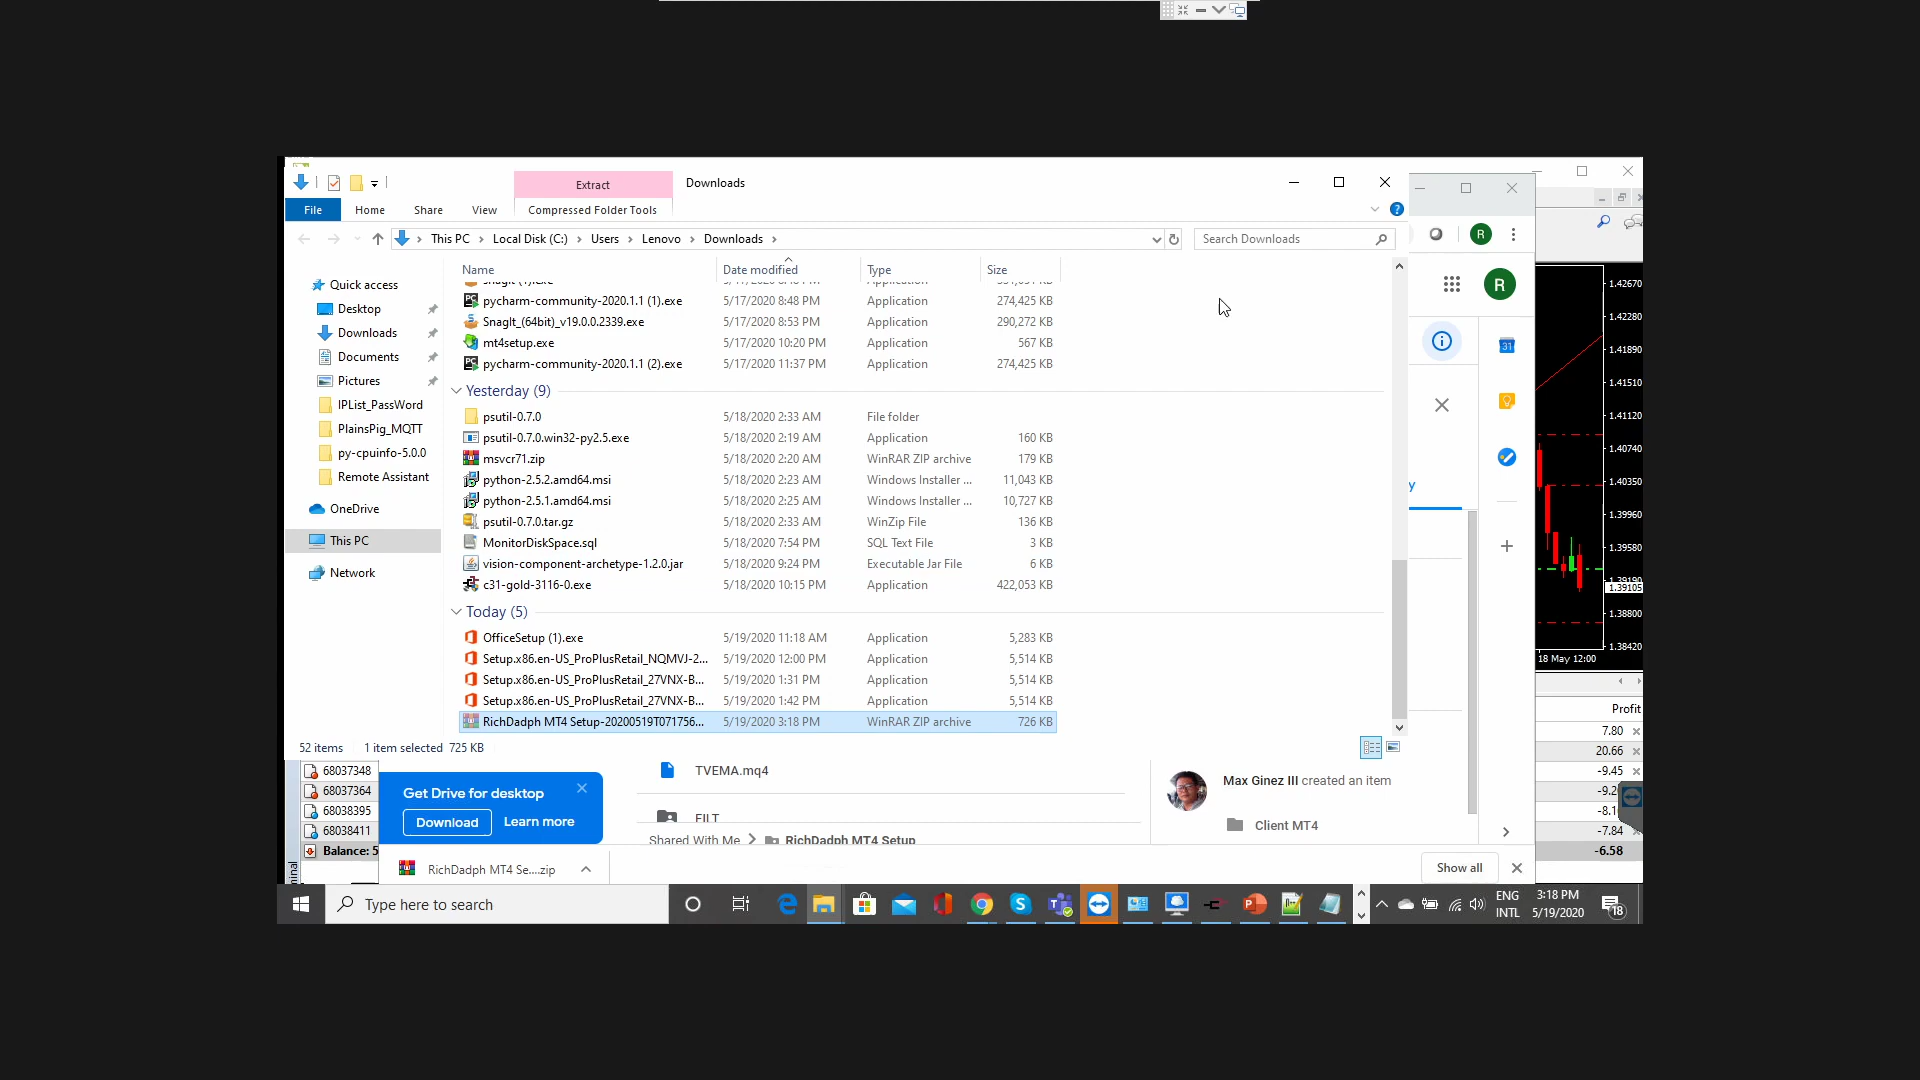 Extract
Downloads
File
Home
Share
View
Compressed Folder Tools
This PC
Local Disk (C:)
Users
Lenovo
Downloads
Search Downloads
R
Name
Date modified
Type
Size
Quick access
Desktop
Downloads
Documents
Pictures
IPList_PassWord
PlainsPig_MQTT
py-cpuinfo-5.0.0
Remote Assistant
OneDrive
This PC
Network
pycharm-community-2020.1.1 (1).exe 5/17/2020 8:48 PM Application 274,425 KB
SnagIt_(64bit)_v19.0.0.2339.exe 5/17/2020 8:53 PM Application 290,272 KB
mt4setup.exe 5/17/2020 10:20 PM Application 567 KB
pycharm-community-2020.1.1 (2).exe 5/17/2020 11:37 PM Application 274,425 KB
Yesterday (9)
psutil-0.7.0 5/18/2020 2:33 AM File folder
psutil-0.7.0.win32-py2.5.exe 5/18/2020 2:19 AM Application 160 KB
msvcr71.zip 5/18/2020 2:20 AM WinRAR ZIP archive 179 KB
python-2.5.2.amd64.msi 5/18/2020 2:23 AM Windows Installer ... 11,043 KB
python-2.5.1.amd64.msi 5/18/2020 2:25 AM Windows Installer ... 10,727 KB
psutil-0.7.0.tar.gz 5/18/2020 2:33 AM WinZip File 136 KB
MonitorDiskSpace.sql 5/18/2020 7:54 PM SQL Text File 3 KB
vision-component-archetype-1.2.0.jar 5/18/2020 9:24 PM Executable Jar File 6 KB
c31-gold-3116-0.exe 5/18/2020 10:15 PM Application 422,053 KB
Today (5)
OfficeSetup (1).exe 5/19/2020 11:18 AM Application 5,283 KB
Setup.x86.en-US_ProPlusRetail_NQMVJ-2... 5/19/2020 12:00 PM Application 5,514 KB
Setup.x86.en-US_ProPlusRetail_27VNX-B... 5/19/2020 1:31 PM Application 5,514 KB
Setup.x86.en-US_ProPlusRetail_27VNX-B... 5/19/2020 1:42 PM Application 5,514 KB
RichDadph MT4 Setup-20200519T071756... 5/19/2020 3:18 PM WinRAR ZIP archive 726 KB
52 items 1 item selected 725 KB
R
31
y
1.42670
1.42280
1.41890
1.41510
1.41120
1.40740
1.40350
1.39960
1.39580
1.39190
1.39105
1.38800
1.38420
18 May 12:00
Profit
7.80
20.66
-9.45
-7.84
-6.58
68037348
68037364
68038395
68038411
Balance: 5
Get Drive for desktop
Download
Learn more
TVEMA.mq4
FILT
Shared With Me
RichDadph MT4 Setup
Max Ginez III created an item
Client MT4
RichDadph MT4 Se....zip
Show all
Type here to search
ENG
INTL
3:18 PM
5/19/2020
18